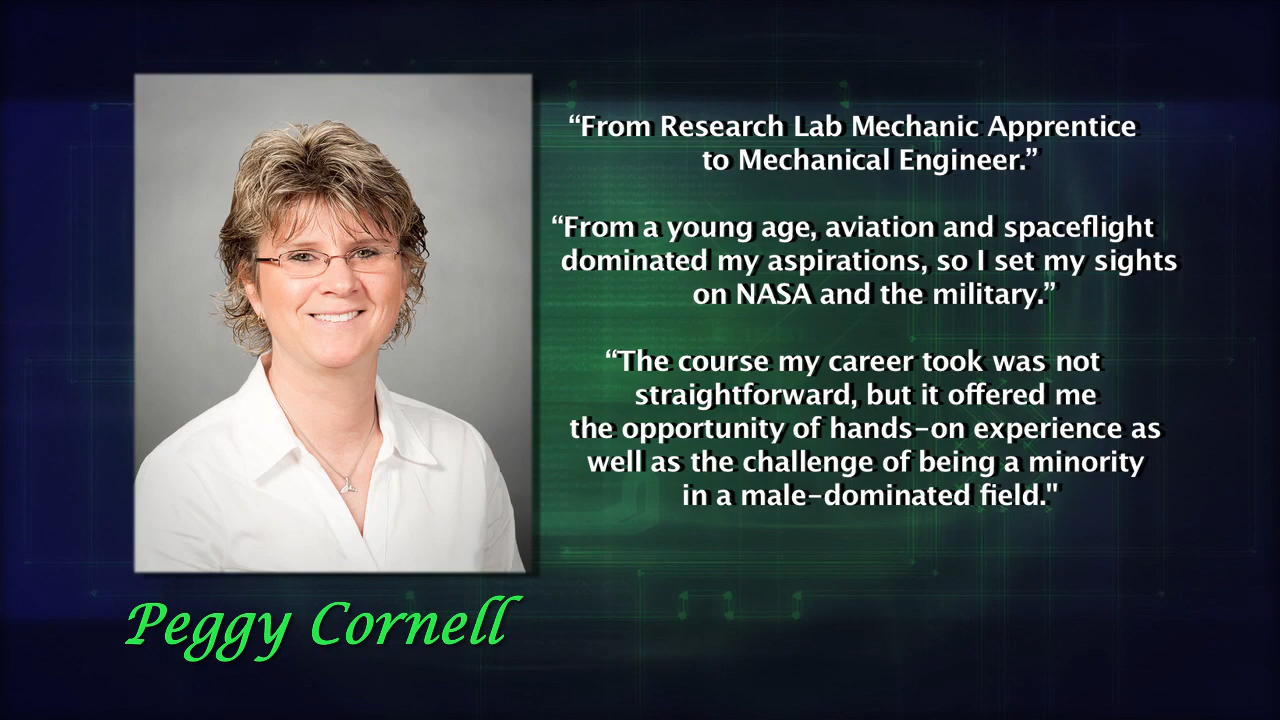 “From Research Lab Mechanic Apprentice
to Mechanical Engineer.”
“From a young age, aviation and spaceflight
dominated my aspirations, so I set my sights
on NASA and the military.”
“The course my career took was not
straightforward, but it offered me
the opportunity of hands-on experience as
well as the challenge of being a minority
in a male-dominated field."
Peggy Cornell